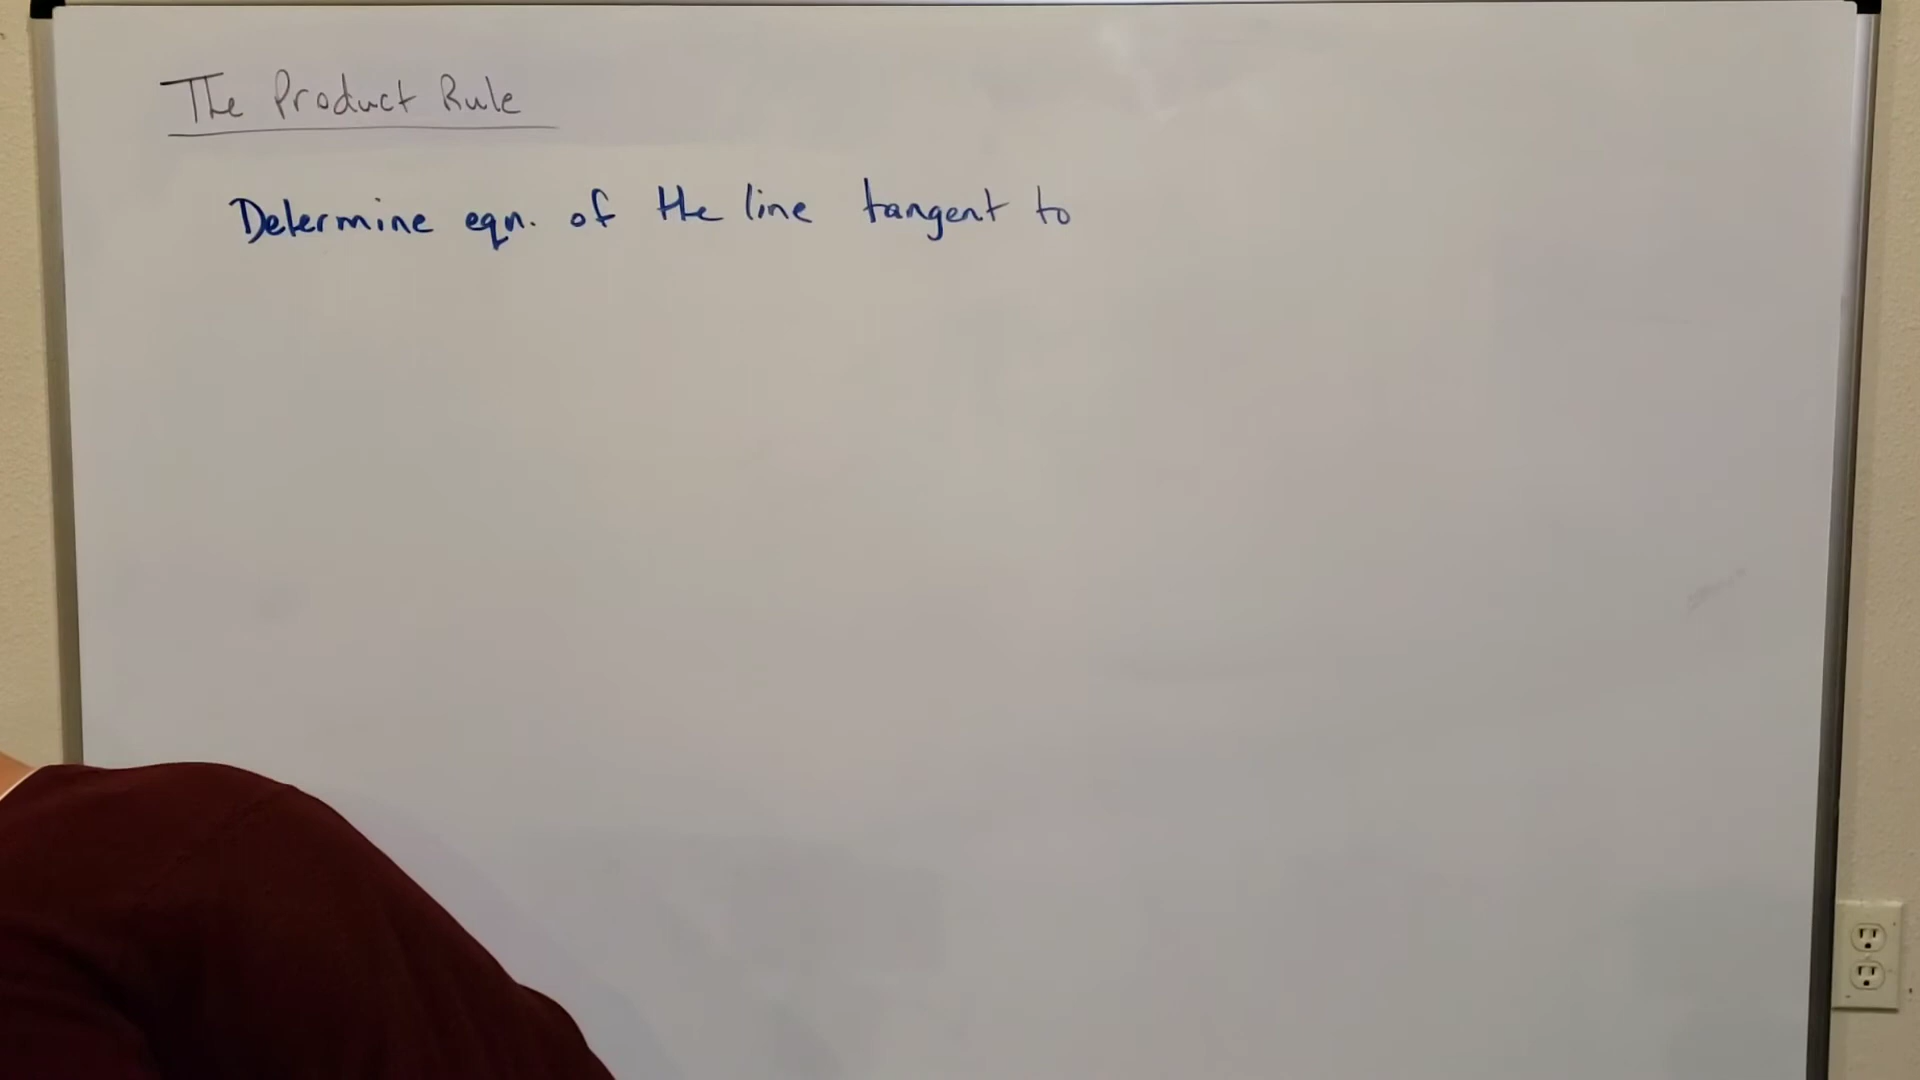 The Product Rule
Determine eqn. of the line tangent to